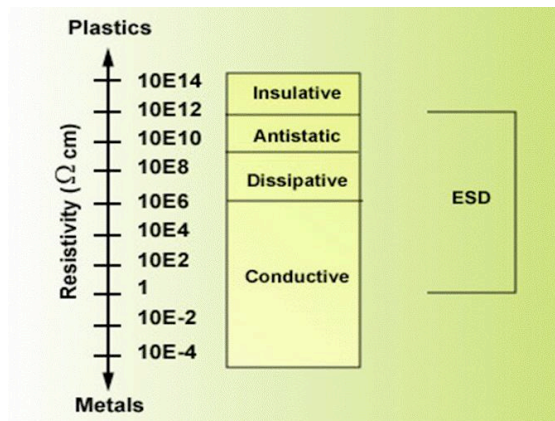 Plastics
Resistivity (Ω cm)
10E14
10E12
10E10
10E8
10E6
10E4
10E2
1
10E-2
10E-4
Metals
Insulative
Antistatic
Dissipative
Conductive
ESD